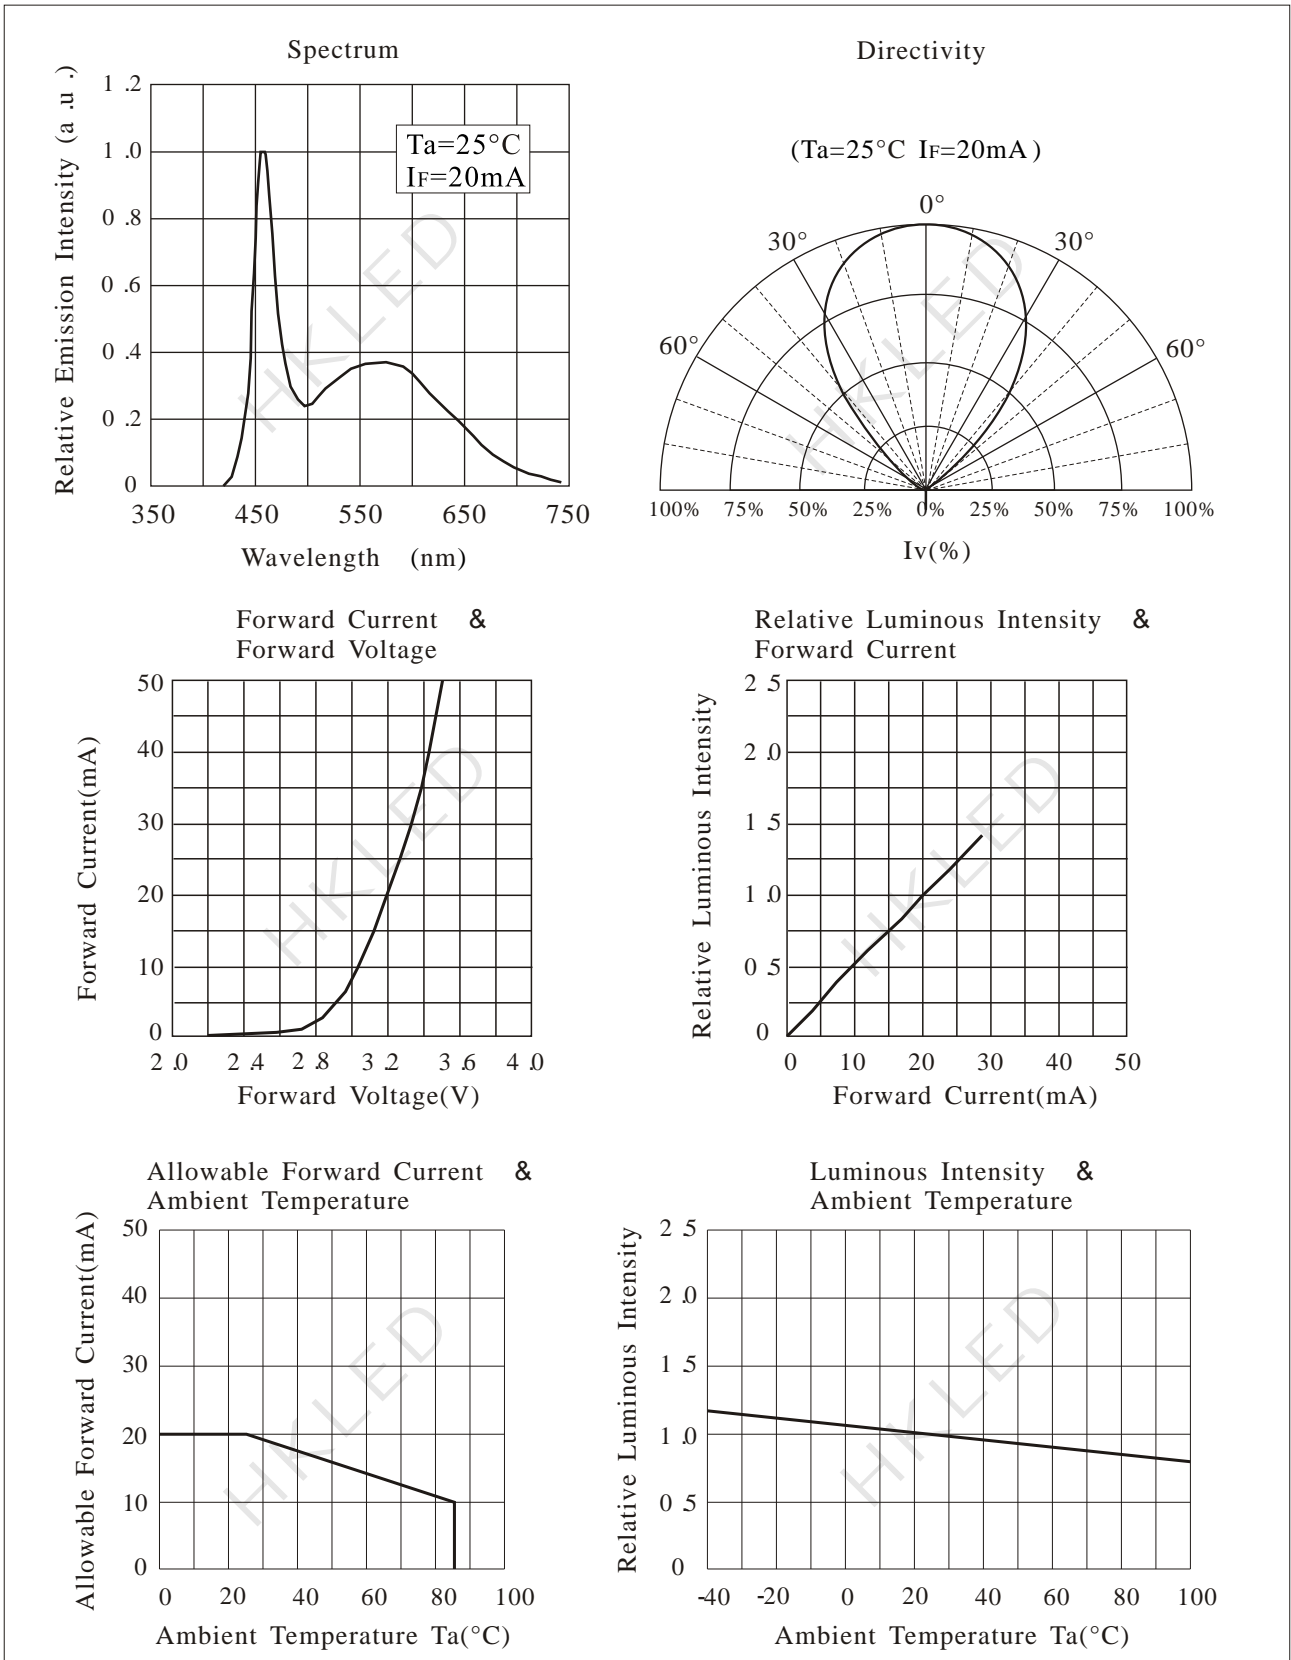 Spectrum
Relative Emission Intensity (a .u .)
1 .2
1 .0
0 .8
0 .6
0 .4
0 .2
0
Ta=25°C
IF=20mA
350 450 550 650 750
Wavelength (nm)
Directivity
(Ta=25°C IF=20mA)
0°
30° 30°
60° 60°
100% 75% 50% 25% 0% 25% 50% 75% 100%
Iv(%)
HKLED
HKLED
Forward Current &
Forward Voltage
Forward Current(mA)
50
40
30
20
10
0
2 .0 2 .4 2 .8 3 .2 3 .6 4 .0
Forward Voltage(V)
HKLED
Relative Luminous Intensity &
Forward Current
Relative Luminous Intensity
2 5
2 .0
1 5
1 .0
0 5
0
0 10 20 30 40 50
Forward Current(mA)
HKLED
Allowable Forward Current &
Ambient Temperature
Allowable Forward Current(mA)
50
40
30
20
10
0
0 20 40 60 80 100
Ambient Temperature Ta(°C)
HKLED
Luminous Intensity &
Ambient Temperature
Relative Luminous Intensity
2 5
2 .0
1 5
1 .0
0 5
0
-40 -20 0 20 40 60 80 100
Ambient Temperature Ta(°C)
HKLED